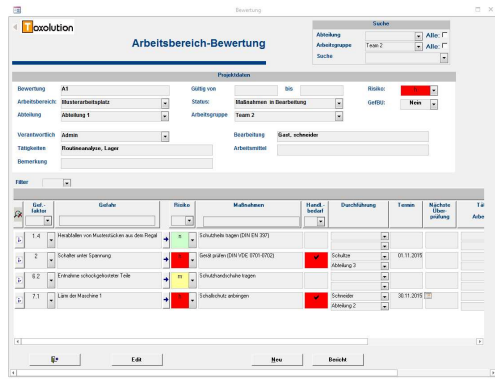 Bewertung
Toxolution
Arbeitsbereich-Bewertung
Suche
Abteilung Alle:
Arbeitsgruppe Team 2 Alle:
Suche
Projektdaten
Bewertung A1 Gültig von bis Risiko:
Arbeitsbereich: Musterarbeitsplatz Status: Maßnahmen in Bearbeitung GefBU: Nein
Abteilung Abteilung 1 Arbeitsgruppe Team 2
Verantwortlich Admin Bearbeitung Gast, schneider
Tätigkeiten Routineanalyse, Lager Arbeitsmittel
Bemerkung
Filter
Gef.- faktor Gefahr Risiko Maßnahmen Handl.- bedarf Durchführung Termin Nächste Über- prüfung
1.4 Herabfallen von Musterstücken aus dem Regal n Schutzhelm tragen (DIN EN 397)
2 Schalter unter Spannung Gerät prüfen (DIN VDE 0701-0702) Schultze 01.11.2015
Abteilung 3
6.2 Entnahme schockgefrosteter Teile m Schutzhandschuhe tragen
7.1 Lärm der Maschine 1 Schallschutz anbringen Schneider 30.11.2015
Abteilung 2
Edit Neu Bericht